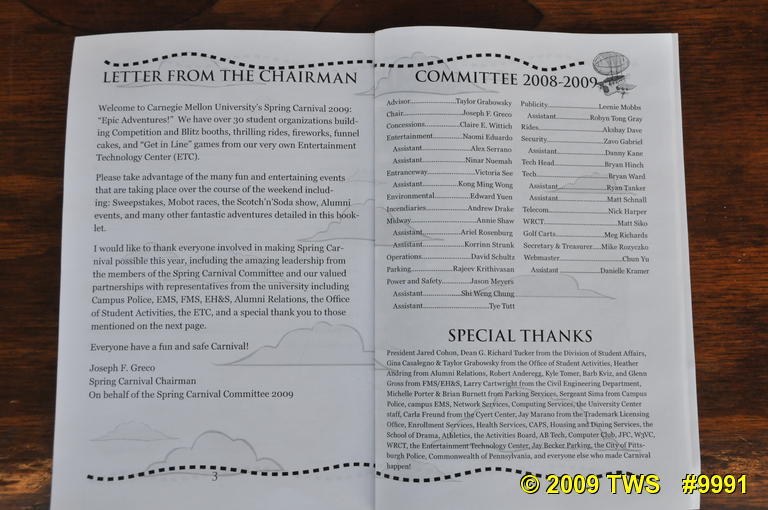 LETTER FROM THE CHAIRMAN
Welcome to Carnegie Mellon University's Spring Carnival 2009:
"Epic Adventures!" We have over 30 student organizations build-
ing Competition and Blitz booths, thrilling rides, fireworks, funnel
cakes, and "Get in Line" games from our very own Entertainment
Technology Center (ETC).
Please take advantage of the many fun and entertaining events
that are taking place over the course of the weekend includ-
ing: Sweepstakes, Mobot races, the Scotch'n'Soda show, Alumni
events, and many other fantastic adventures detailed in this book-
let.
I would like to thank everyone involved in making Spring Car-
nival possible this year, including the amazing leadership from
the members of the Spring Carnival Committee and our valued
partnerships with representatives from the university including
Campus Police, EMS, FMS, EH&S, Alumni Relations, the Office
of Student Activities, the ETC, and a special thank you to those
mentioned on the next page.
Everyone have a fun and safe Carnival!
Joseph F. Greco
Spring Carnival Chairman
On behalf of the Spring Carnival Committee 2009
3
COMMITTEE 2008-2009
Advisor....................Taylor Grabowsky
Chair........................Joseph F. Greco
Concessions..............Claire E. Wittich
Entertainment..........Naomi Eduardo
Assistant....................Alex Serrano
Assistant..................Ninar Nuemah
Entranceway................Victoria See
Assistant...............Kong Ming Wong
Environmental..............Edward Yuen
Incendiaries...............Andrew Drake
Midway.........................Annie Shaw
Assistant................Ariel Rosenburg
Assistant.................Korrinn Strunk
Operations..................David Schultz
Parking...............Rajeev Krithivasan
Power and Safety..........Jason Meyers
Assistant..............Shi Weng Chung
Assistant.........................Tye Tutt
Publicity......................Leenie Mobbs
Assistant.............Robyn Tong Gray
Rides...........................Akshay Dave
Security........................Zavo Gabriel
Assistant....................Danny Kane
Tech Head....................Bryan Hinch
Tech..............................Bryan Ward
Assistant...................Ryan Tanker
Assistant...................Matt Schnall
Telecom.......................Nick Harper
WRCT..............................Matt Siko
Golf Carts....................Meg Richards
Secretary & Treasurer....Mike Rozyczko
Webmaster........................Chun Yu
Assistant................Danielle Kramer
SPECIAL THANKS
President Jared Cohon, Dean G. Richard Tucker from the Division of Student Affairs,
Gina Casalegno & Taylor Grabowsky from the Office of Student Activities, Heather
Andring from Alumni Relations, Robert Anderegg, Kyle Tomer, Barb Kviz, and Glenn
Gross from FMS/EH&S, Larry Cartwright from the Civil Engineering Department,
Michelle Porter & Brian Burnett from Parking Services, Sergeant Sima from Campus
Police, campus EMS, Network Services, Computing Services, the University Center
staff, Carla Freund from the Cyert Center, Jay Marano from the Trademark Licensing
Office, Enrollment Services, Health Services, CAPS, Housing and Dining Services, the
School of Drama, Athletics, the Activities Board, AB Tech, Computer Club, JFC, W3VC,
WRCT, the Entertainment Technology Center, Jay Becker Parking, the City of Pitts-
burgh Police, Commonwealth of Pennsylvania, and everyone else who made Carnival
happen!
© 2009 TWS #9991